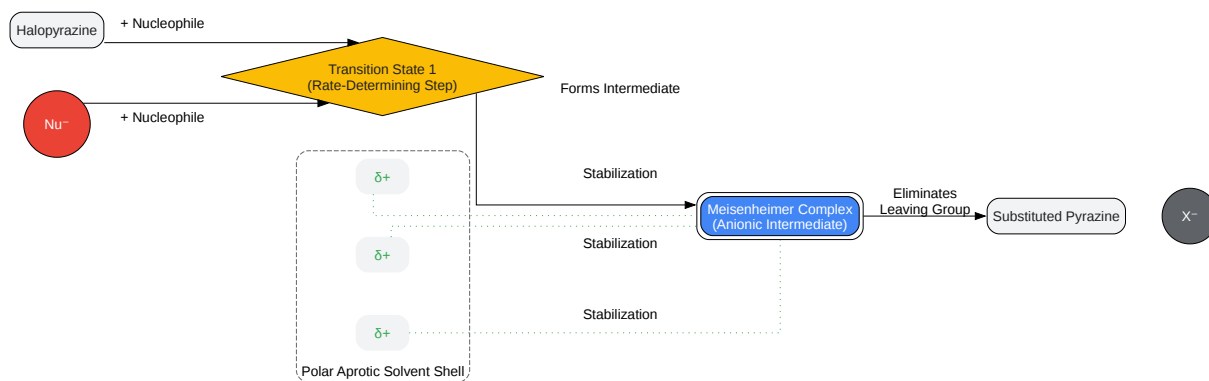 Halopyrazine
+ Nucleophile
Transition State 1
(Rate-Determining Step)
Forms Intermediate
Nu⁻
+ Nucleophile
δ+
Stabilization
Eliminates
Leaving Group
Meisenheimer Complex
(Anionic Intermediate)
Substituted Pyrazine
X⁻
δ+
Stabilization
δ+
Stabilization
Polar Aprotic Solvent Shell